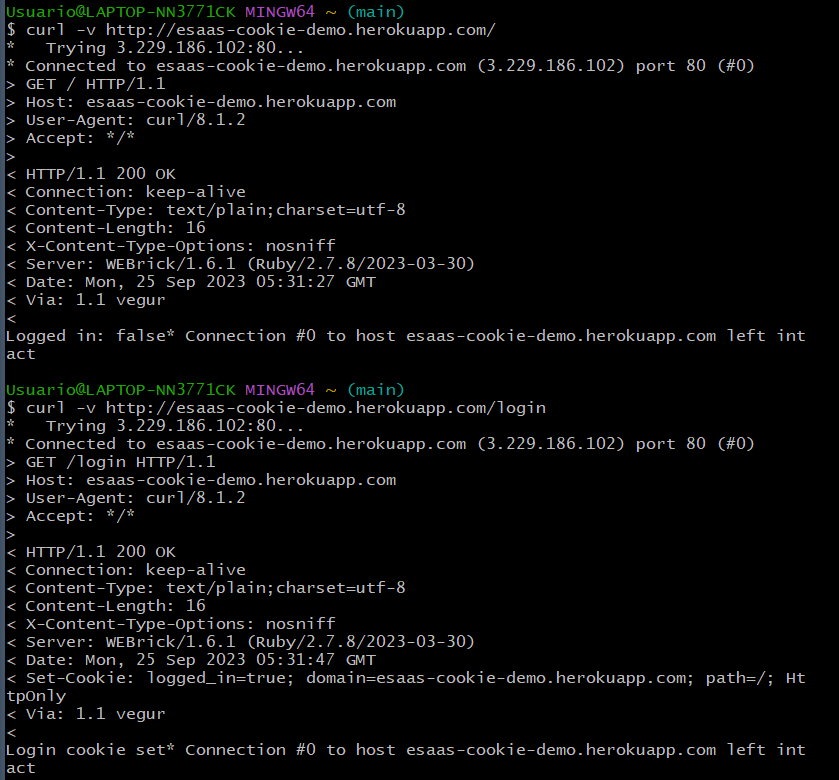 Usuario@LAPTOP-NN3771CK MINGW64 ~ (main)
$ curl -v http://esaas-cookie-demo.herokuapp.com/
*   Trying 3.229.186.102:80...
* Connected to esaas-cookie-demo.herokuapp.com (3.229.186.102) port 80 (#0)
> GET / HTTP/1.1
> Host: esaas-cookie-demo.herokuapp.com
> User-Agent: curl/8.1.2
> Accept: */*
>
< HTTP/1.1 200 OK
< Connection: keep-alive
< Content-Type: text/plain;charset=utf-8
< Content-Length: 16
< X-Content-Type-Options: nosniff
< Server: WEBrick/1.6.1 (Ruby/2.7.8/2023-03-30)
< Date: Mon, 25 Sep 2023 05:31:27 GMT
< Via: 1.1 vegur
<
Logged in: false* Connection #0 to host esaas-cookie-demo.herokuapp.com left int
act
Usuario@LAPTOP-NN3771CK MINGW64 ~ (main)
$ curl -v http://esaas-cookie-demo.herokuapp.com/login
*   Trying 3.229.186.102:80...
* Connected to esaas-cookie-demo.herokuapp.com (3.229.186.102) port 80 (#0)
> GET /login HTTP/1.1
> Host: esaas-cookie-demo.herokuapp.com
> User-Agent: curl/8.1.2
> Accept: */*
>
< HTTP/1.1 200 OK
< Connection: keep-alive
< Content-Type: text/plain;charset=utf-8
< Content-Length: 16
< X-Content-Type-Options: nosniff
< Server: WEBrick/1.6.1 (Ruby/2.7.8/2023-03-30)
< Date: Mon, 25 Sep 2023 05:31:47 GMT
< Set-Cookie: logged_in=true; domain=esaas-cookie-demo.herokuapp.com; path=/; Ht
tpOnly
< Via: 1.1 vegur
<
Login cookie set* Connection #0 to host esaas-cookie-demo.herokuapp.com left int
act